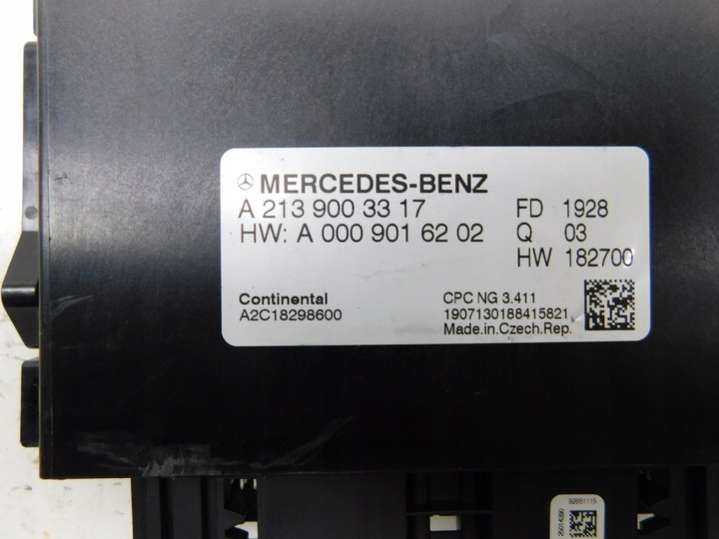 MERCEDES-BENZ
A 213 900 33 17 FD 1928
HW: A 000 901 62 02 Q 03
HW 182700
Continental CPC NG 3.411
A2C18298600 1907130188415821
Made.in.Czech.Rep.